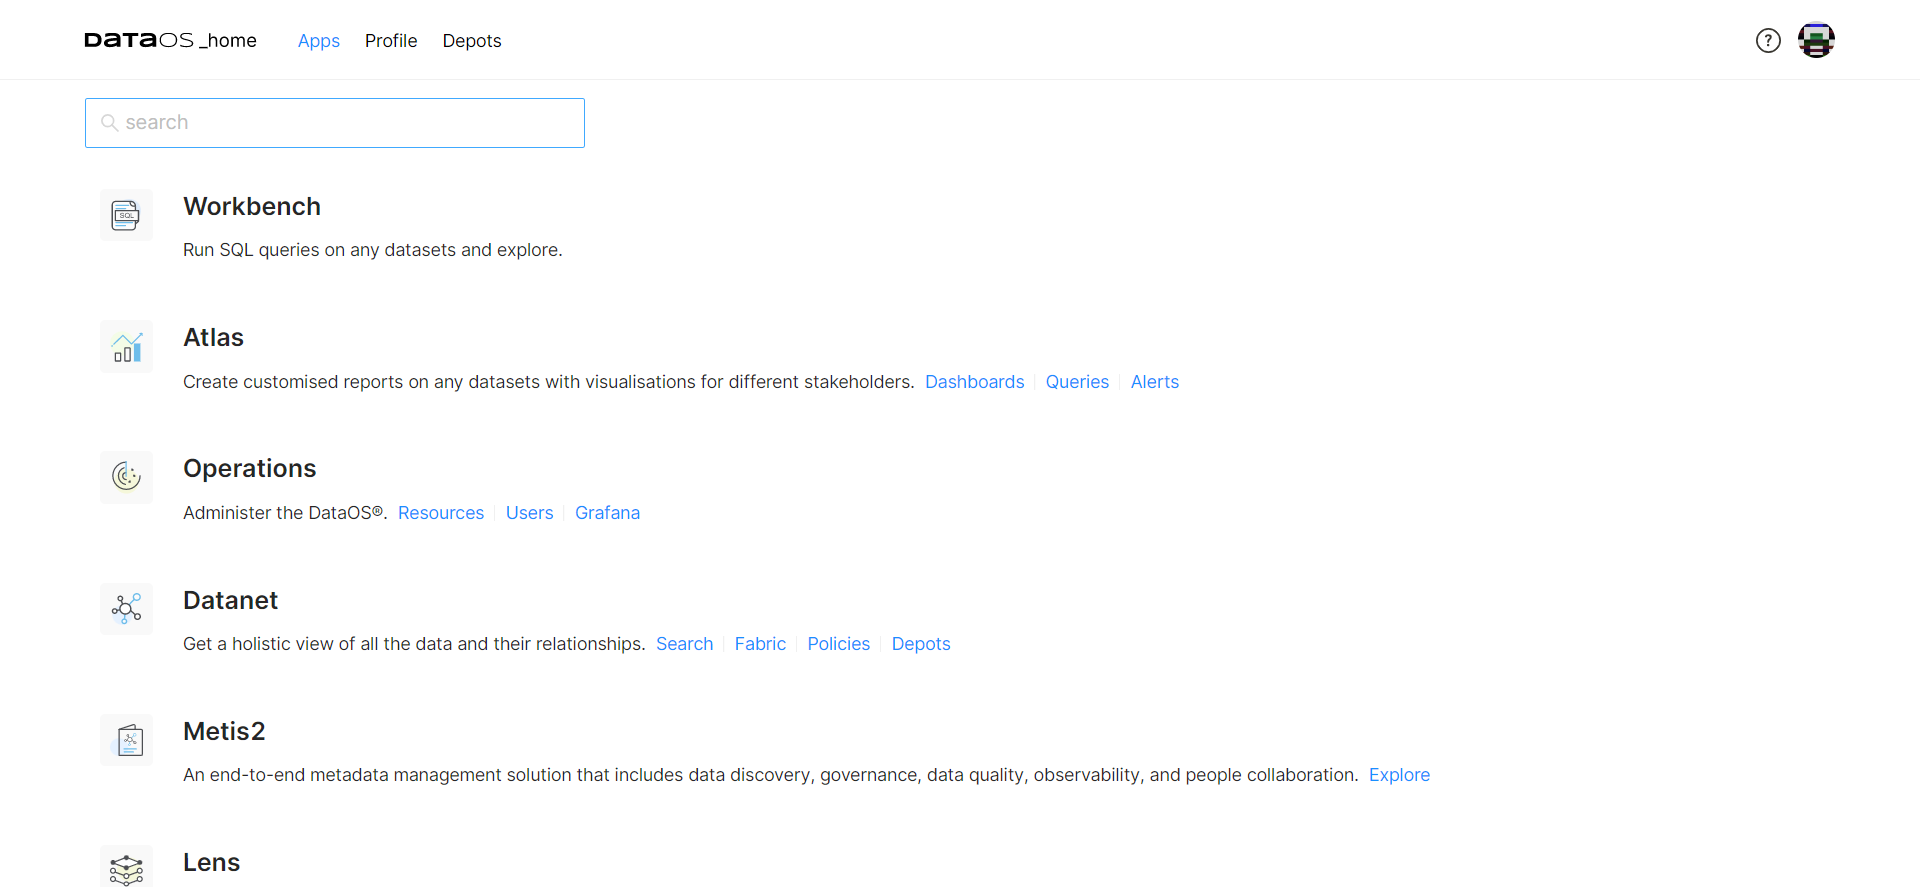 DATAOS _home Apps Profile Depots ?
search
SQL
Workbench
Run SQL queries on any datasets and explore.
Atlas
Create customised reports on any datasets with visualisations for different stakeholders. Dashboards Queries Alerts
Operations
Administer the DataOS®. Resources Users Grafana
Datanet
Get a holistic view of all the data and their relationships. Search Fabric Policies Depots
Metis2
An end-to-end metadata management solution that includes data discovery, governance, data quality, observability, and people collaboration. Explore
Lens